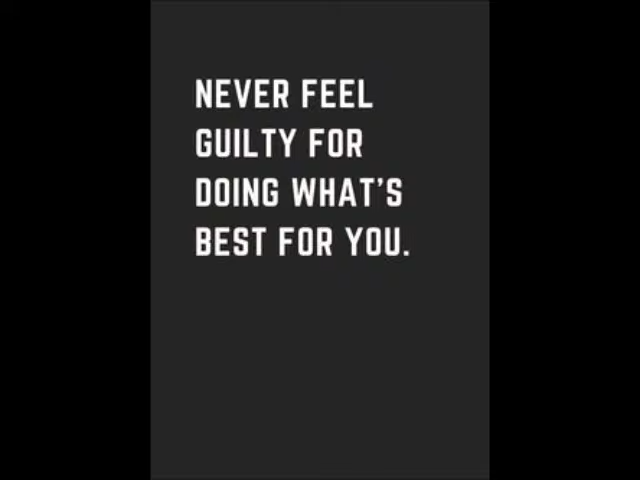 NEVER FEEL
GUILTY FOR
DOING WHAT'S
BEST FOR YOU.